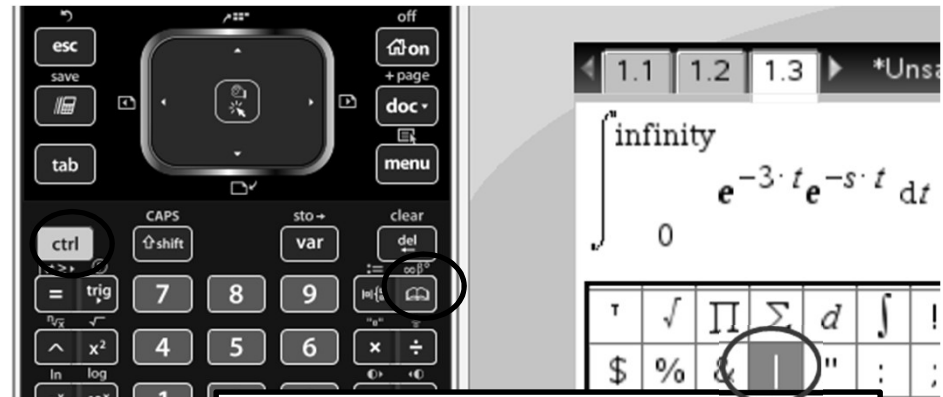 off
esc
on
save
+page
doc
tab
menu
CAPS
sto→
clear
ctrl
⇧shift
var
del
∞β°
:=
= trig 7 8 9
ⁿ√x √
"□"
^ x² 4 5 6 × ÷
ln log
1.1 1.2 1.3 *Unsa
∫ infinity
e^−3·t e^−s·t dt
0
√ ∏ ∑ d ∫ !
$ % & | " : ;